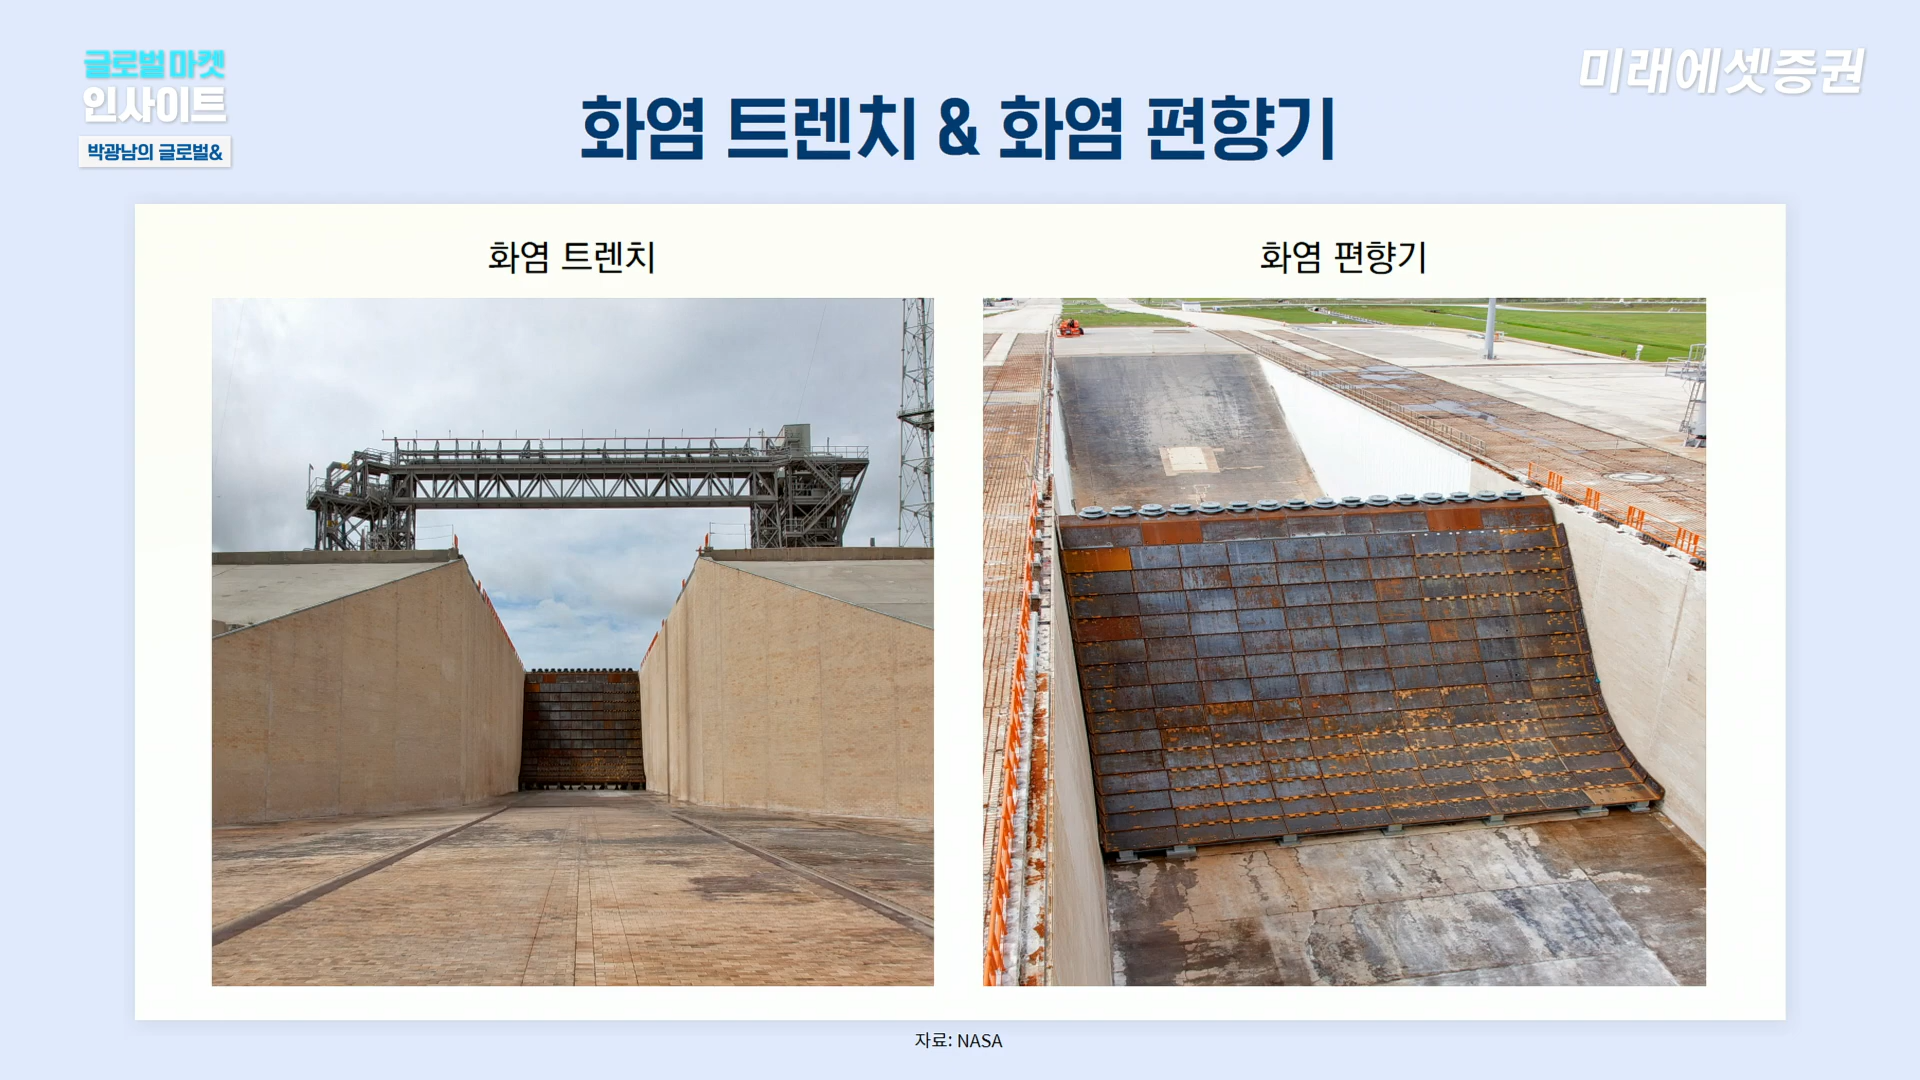 글로벌 마켓
인사이트
박광남의 글로벌&
미래에셋증권
화염 트렌치 & 화염 편향기
화염 트렌치
화염 편향기
자료: NASA